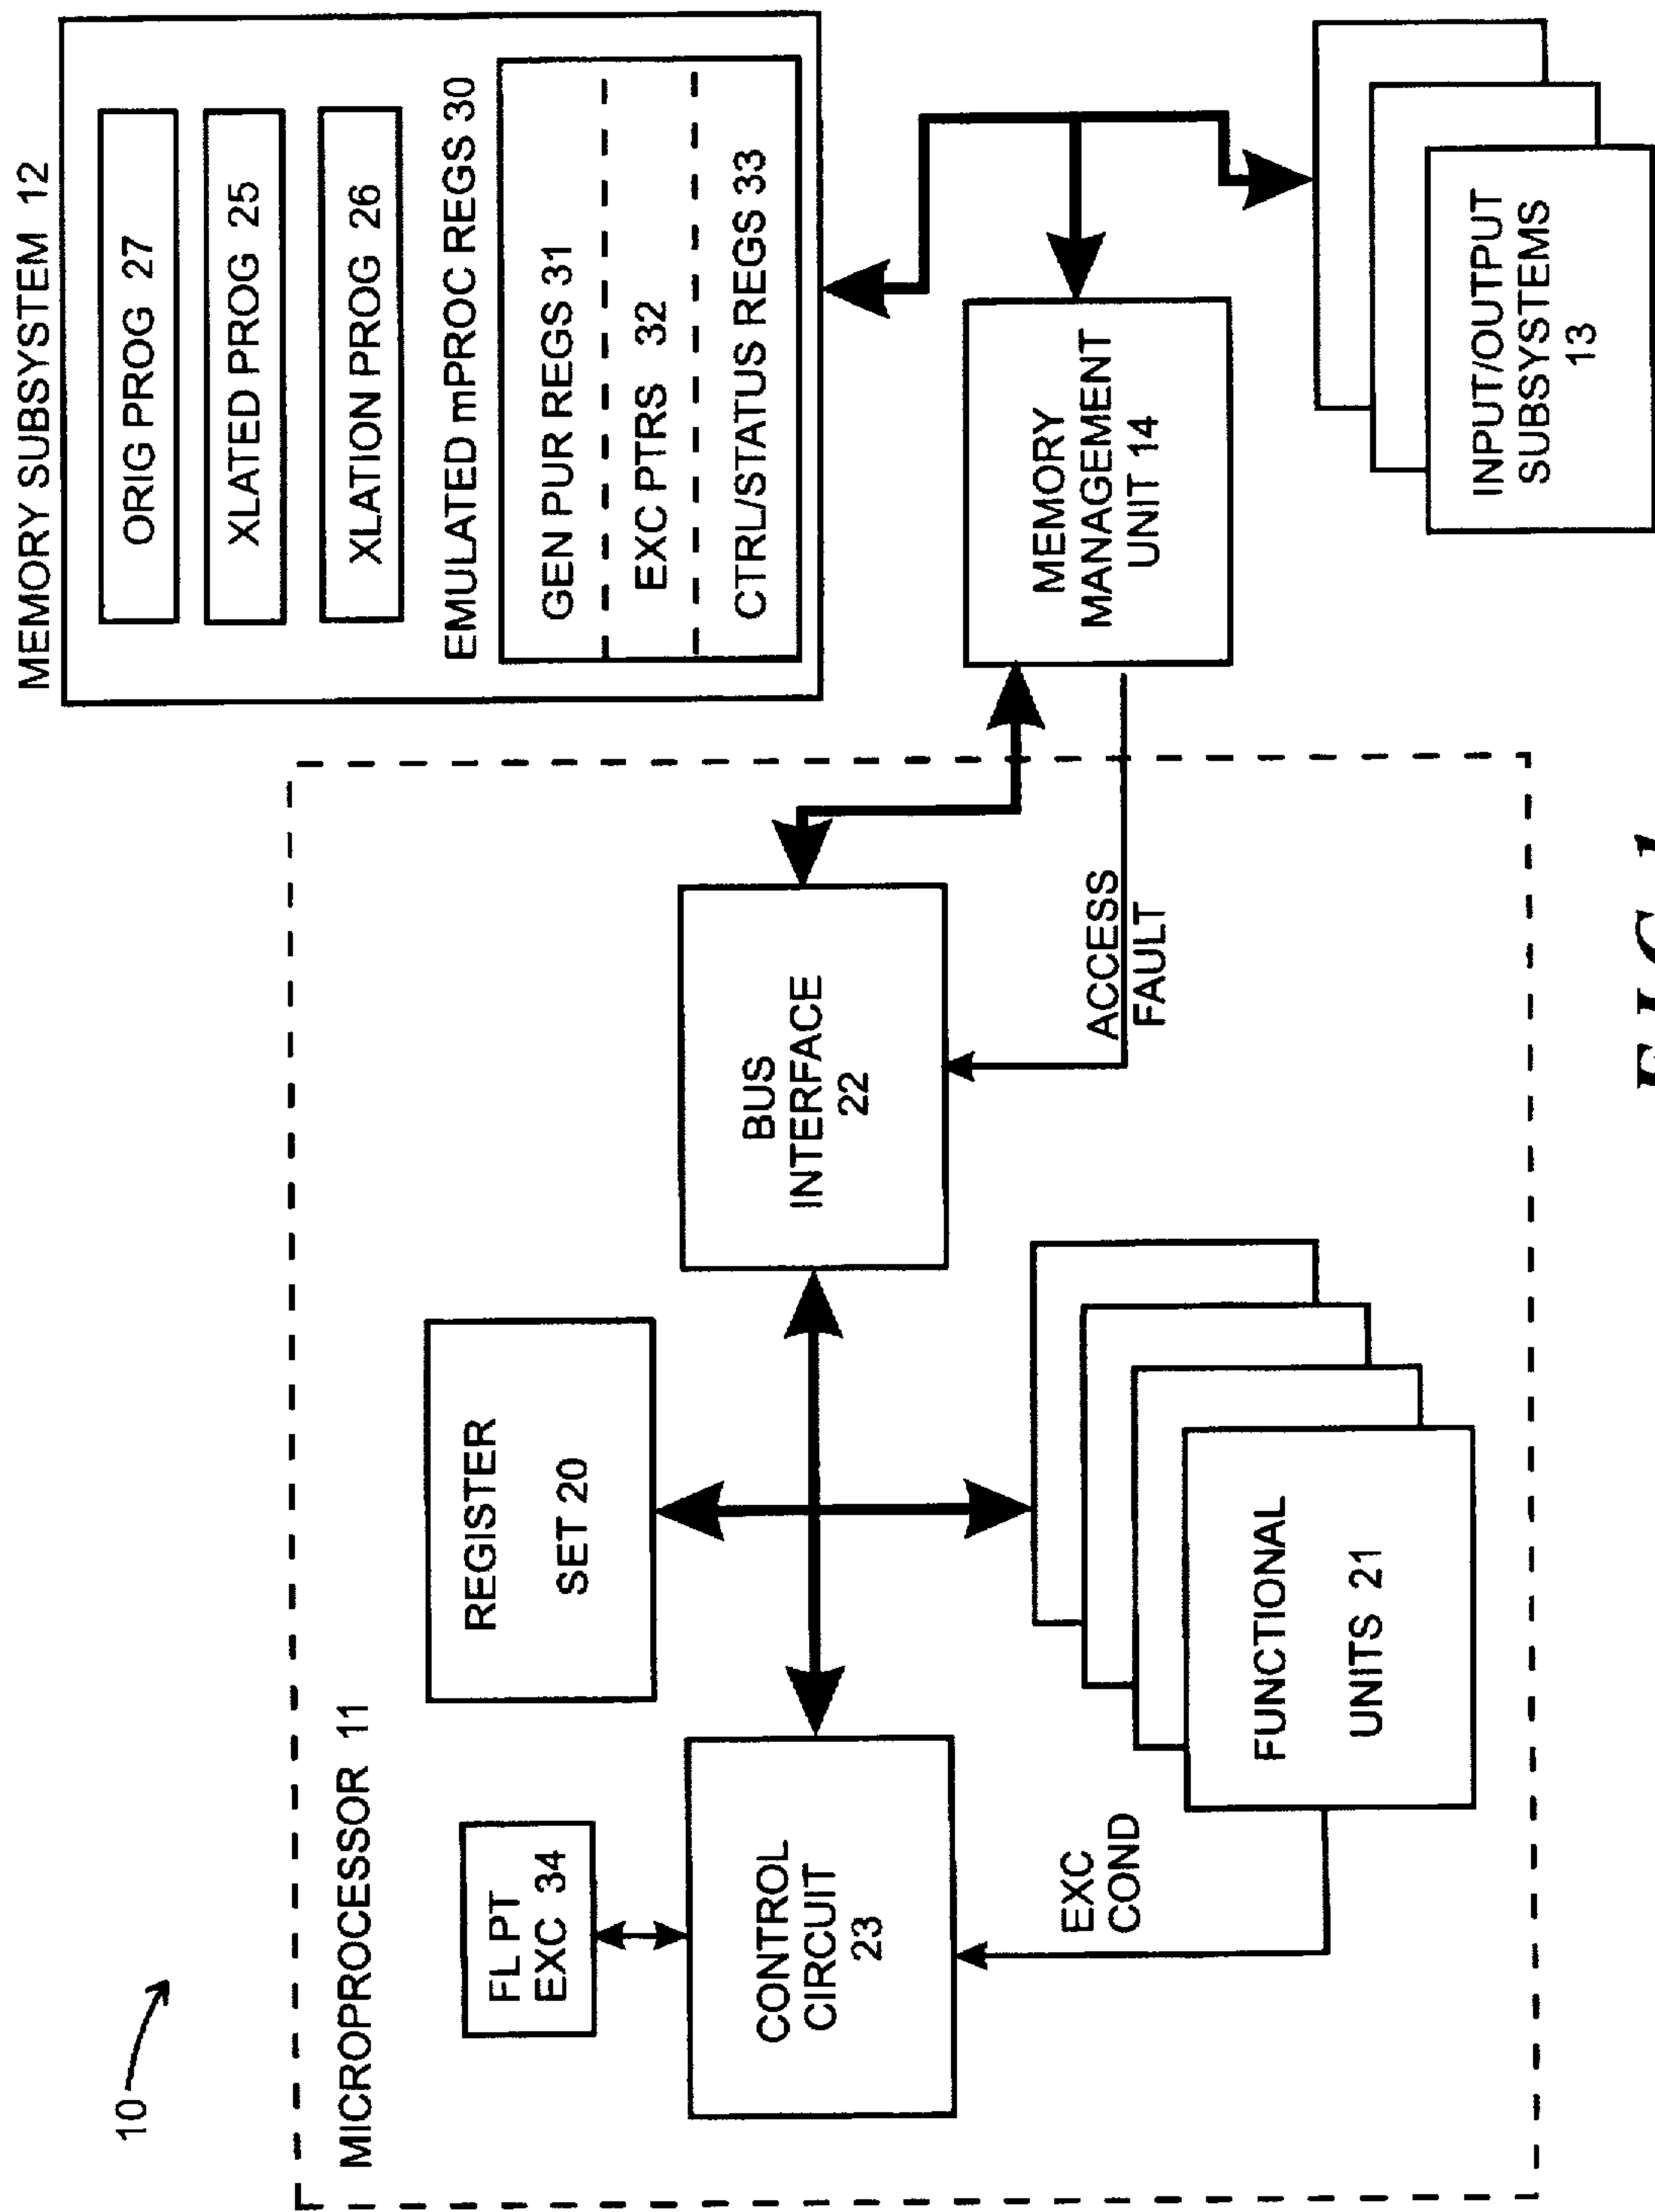 10
MICROPROCESSOR 11
FL PT
EXC 34
CONTROL
CIRCUIT
23
EXC
COND
REGISTER
SET 20
FUNCTIONAL
UNITS 21
BUS
INTERFACE
22
ACCESS
FAULT
MEMORY SUBSYSTEM 12
ORIG PROG 27
XLATED PROG 25
XLATION PROG 26
EMULATED mPROC REGS 30
GEN PUR REGS 31
EXC PTRS 32
CTRL/STATUS REGS 33
MEMORY
MANAGEMENT
UNIT 14
INPUT/OUTPUT
SUBSYSTEMS
13
FIG. 1